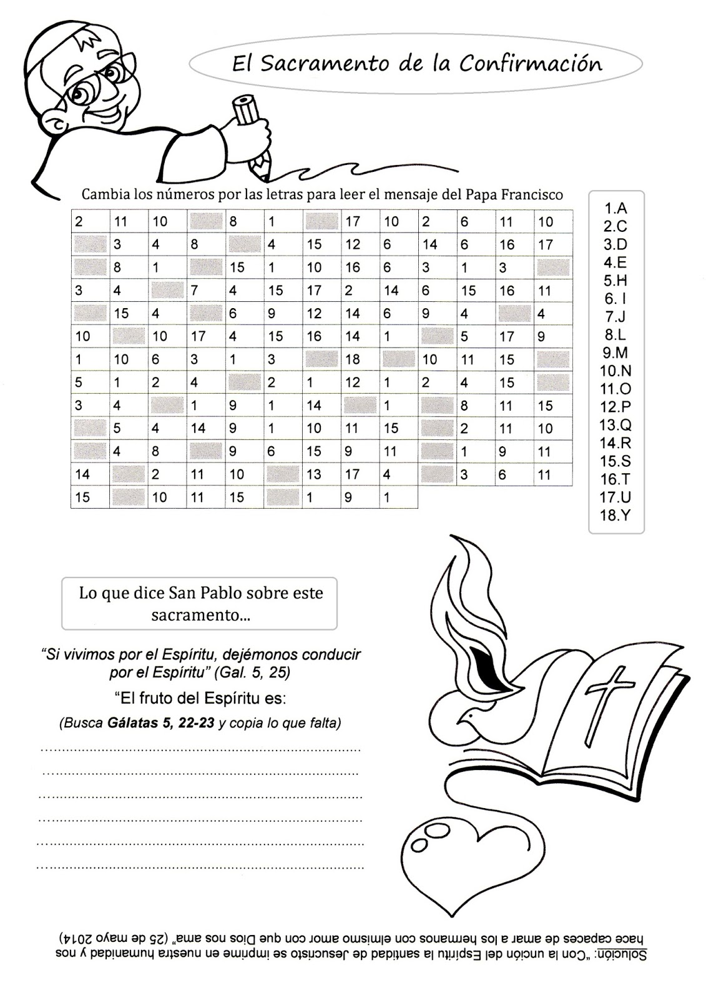 El Sacramento de la Confirmación
Cambia los números por las letras para leer el mensaje del Papa Francisco
2 11 10 8 1 17 10 2 6 11 10
3 4 8 4 15 12 6 14 6 16 17
8 1 15 1 10 16 6 3 1 3
3 4 7 4 15 17 2 14 6 15 16 11
15 4 6 9 12 14 6 9 4 4
10 10 17 4 15 16 14 1 5 17 9
1 10 6 3 1 3 18 10 11 15
5 1 2 4 2 1 12 1 2 4 15
3 4 1 9 1 14 1 8 11 15
5 4 14 9 1 10 11 15 2 11 10
4 8 9 6 15 9 11 1 9 11
14 2 11 10 13 17 4 3 6 11
15 10 11 15 1 9 1
1.A
2.C
3.D
4.E
5.H
6. I
7.J
8.L
9.M
10.N
11.O
12.P
13.Q
14.R
15.S
16.T
17.U
18.Y
Lo que dice San Pablo sobre este
sacramento...
“Si vivimos por el Espíritu, dejémonos conducir
por el Espíritu” (Gal. 5, 25)
“El fruto del Espíritu es:
(Busca Gálatas 5, 22-23 y copia lo que falta)
Solución: “Con la unción del Espíritu la santidad de Jesucristo se imprime en nuestra humanidad y nos
hace capaces de amar a los hermanos con elmismo amor con que Dios nos ama” (25 de mayo 2014)